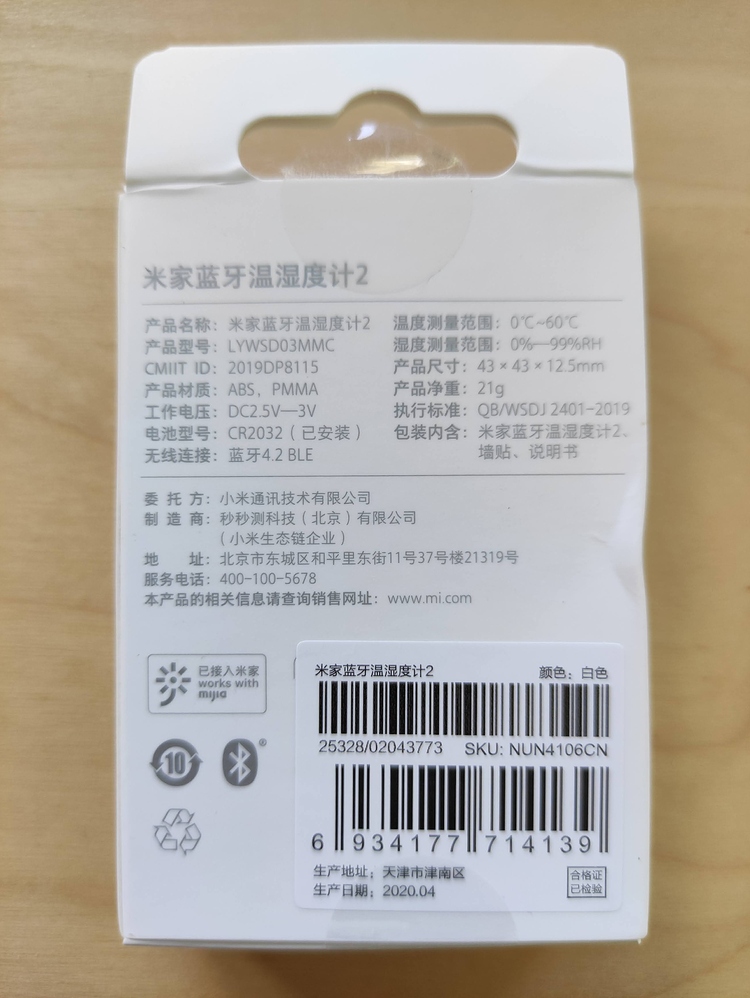 米家蓝牙温湿度计2
产品名称：米家蓝牙温湿度计2
产品型号：LYWSD03MMC
CMIIT ID：2019DP8115
产品材质：ABS，PMMA
工作电压：DC2.5V—3V
电池型号：CR2032（已安装）
无线连接：蓝牙4.2 BLE
温度测量范围：0℃~60℃
湿度测量范围：0%—99%RH
产品尺寸：43 × 43 × 12.5mm
产品净重：21g
执行标准：QB/WSDJ 2401-2019
包装内含：米家蓝牙温湿度计2、
墙贴、说明书
委 托 方：小米通讯技术有限公司
制 造 商：秒秒测科技（北京）有限公司
（小米生态链企业）
地 址：北京市东城区和平里东街11号37号楼21319号
服务电话：400-100-5678
本产品的相关信息请查询销售网址：www.mi.com
已接入米家
works with
mijia
10
®
米家蓝牙温湿度计2 颜色：白色
25328/02043773 SKU: NUN4106CN
6 934177 714139
生产地址：天津市津南区
生产日期：2020.04
合格证
已检验